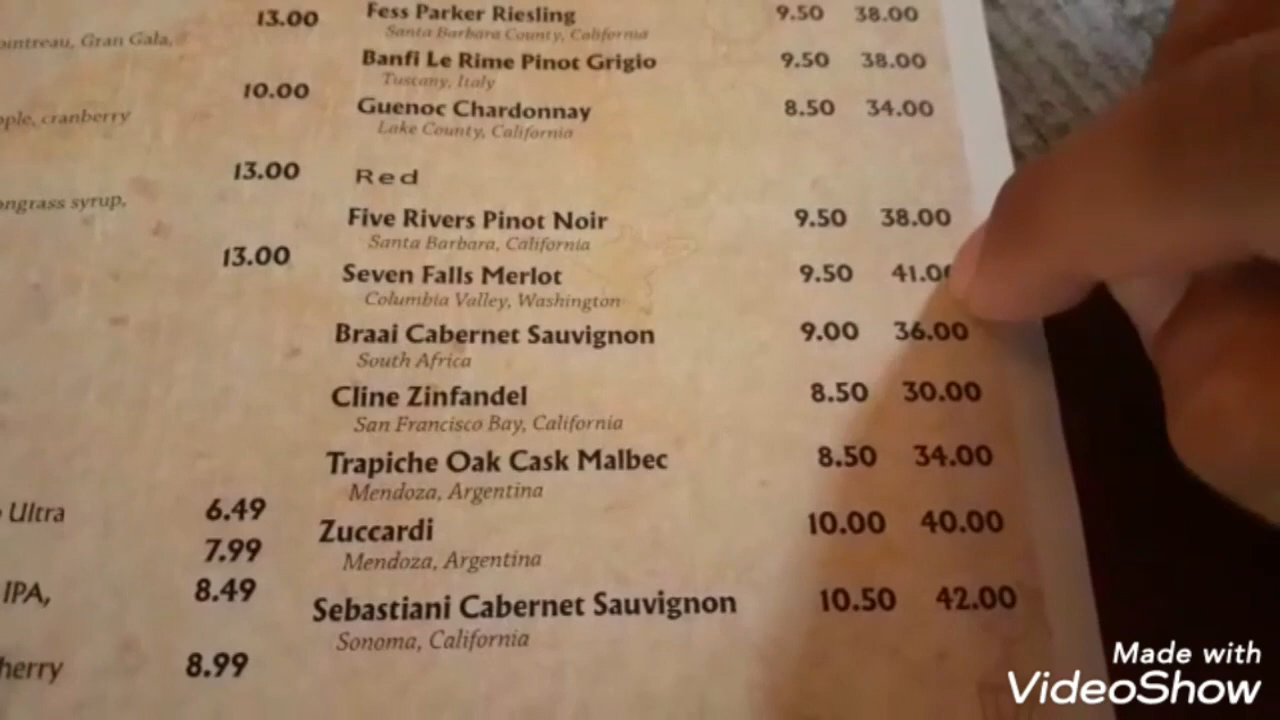 13.00
Gran Gala,
10.00
cranberry
13.00
syrup,
13.00
Ultra 6.49
7.99
IPA, 8.49
8.99
Fess Parker Riesling 9.50 38.00
Santa Barbara County, California
Banfi Le Rime Pinot Grigio 9.50 38.00
Tuscany, Italy
Guenoc Chardonnay 8.50 34.00
Lake County, California
Red
Five Rivers Pinot Noir 9.50 38.00
Santa Barbara, California
Seven Falls Merlot 9.50
Columbia Valley, Washington
Braai Cabernet Sauvignon 9.00 36.00
South Africa
Cline Zinfandel 8.50 30.00
San Francisco Bay, California
Trapiche Oak Cask Malbec 8.50 34.00
Mendoza, Argentina
Zuccardi 10.00 40.00
Mendoza, Argentina
Sebastiani Cabernet Sauvignon 10.50 42.00
Sonoma, California
Made with
VideoShow